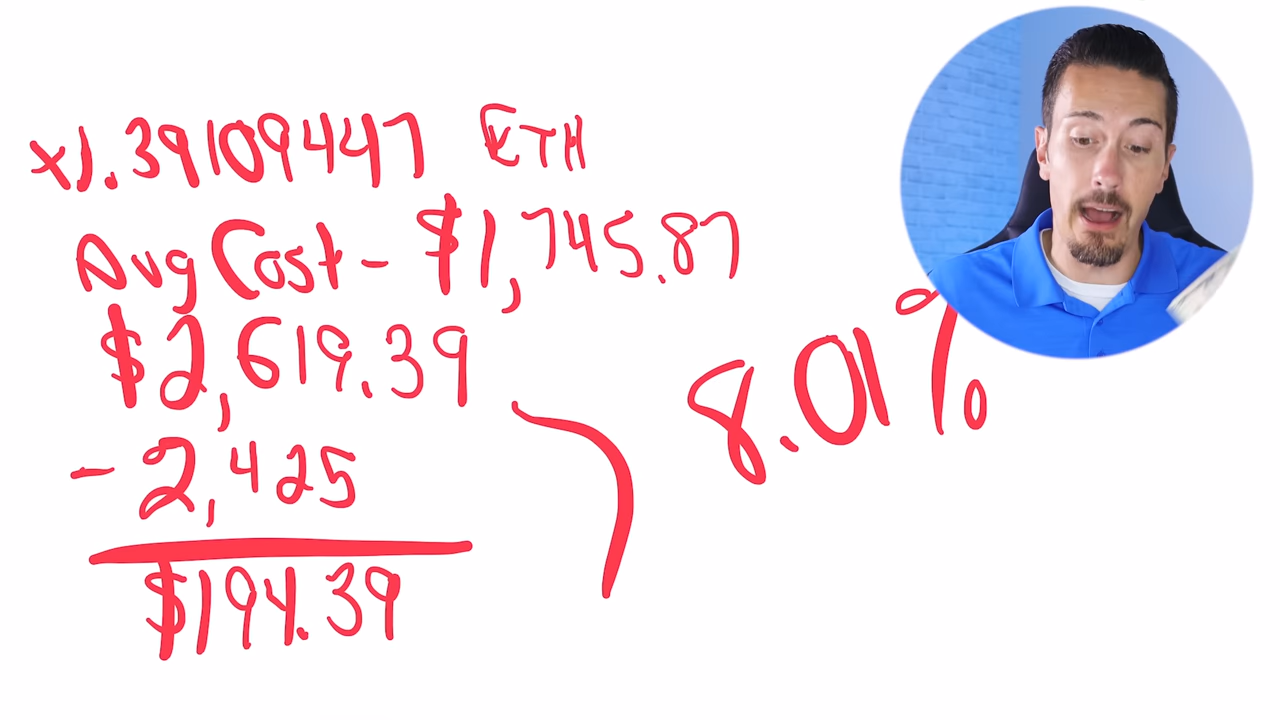 x1.39109447 ETH
Avg Cost - $1,745.87
$2,619.39
- 2,425
$194.39
8.01%